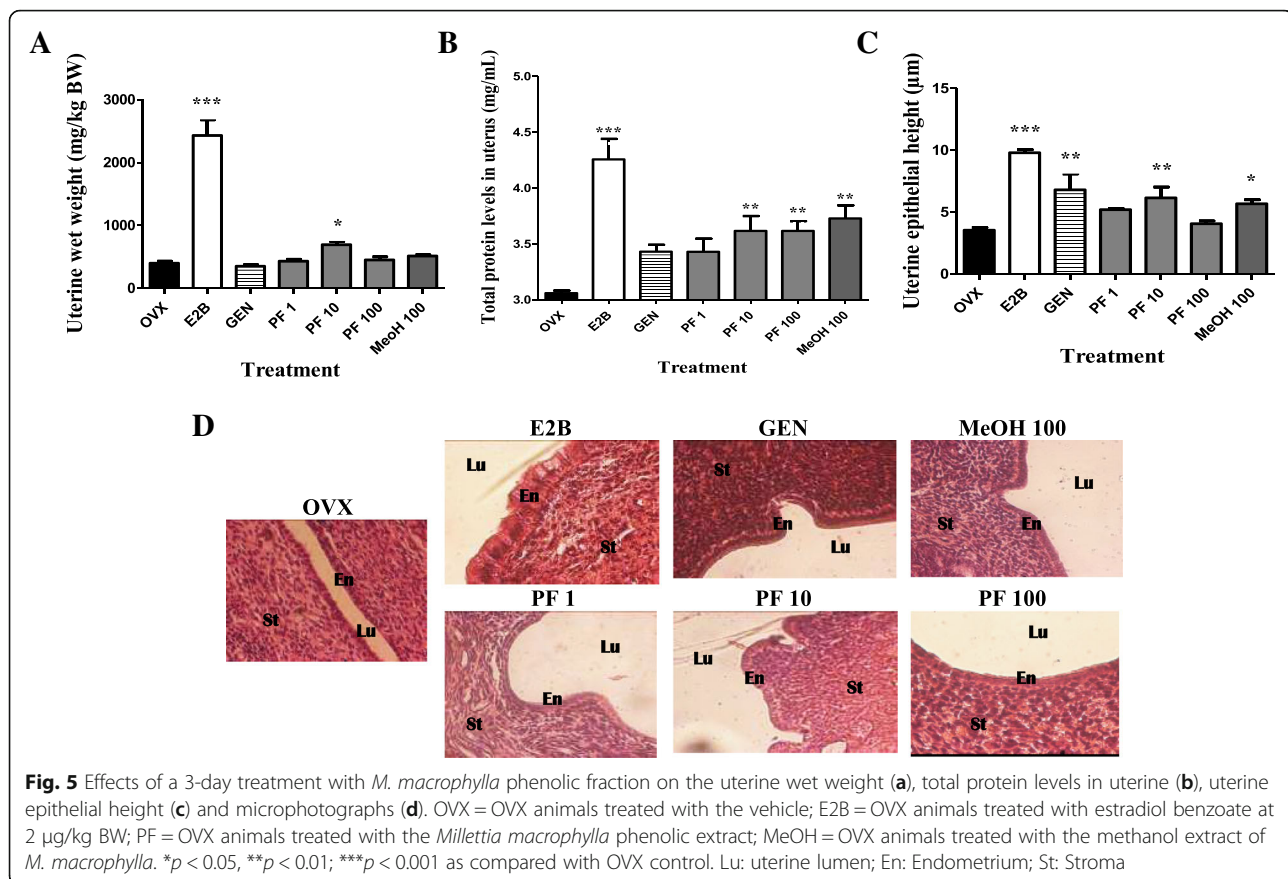 A
B
C
Uterine wet weight (mg/kg BW)
3000
2000
1000
0
***
*
OVX
E2B
GEN
PF 1
PF 10
PF 100
MeOH 100
Treatment
Total protein levels in uterus (mg/mL)
5.0
4.5
4.0
3.5
3.0
***
**
**
**
OVX
E2B
GEN
PF 1
PF 10
PF 100
MeOH 100
Treatment
Uterine epithelial height (μm)
15
10
5
0
***
**
**
*
OVX
E2B
GEN
PF 1
PF 10
PF 100
MeOH 100
Treatment
D
OVX
St
En
Lu
E2B
Lu
En
St
GEN
St
En
Lu
MeOH 100
St
En
Lu
PF 1
Lu
En
St
PF 10
Lu
En
St
PF 100
Lu
En
St
Fig. 5 Effects of a 3-day treatment with M. macrophylla phenolic fraction on the uterine wet weight (a), total protein levels in uterine (b), uterine
epithelial height (c) and microphotographs (d). OVX = OVX animals treated with the vehicle; E2B = OVX animals treated with estradiol benzoate at
2 μg/kg BW; PF = OVX animals treated with the Millettia macrophylla phenolic extract; MeOH = OVX animals treated with the methanol extract of
M. macrophylla. *p < 0.05, **p < 0.01; ***p < 0.001 as compared with OVX control. Lu: uterine lumen; En: Endometrium; St: Stroma